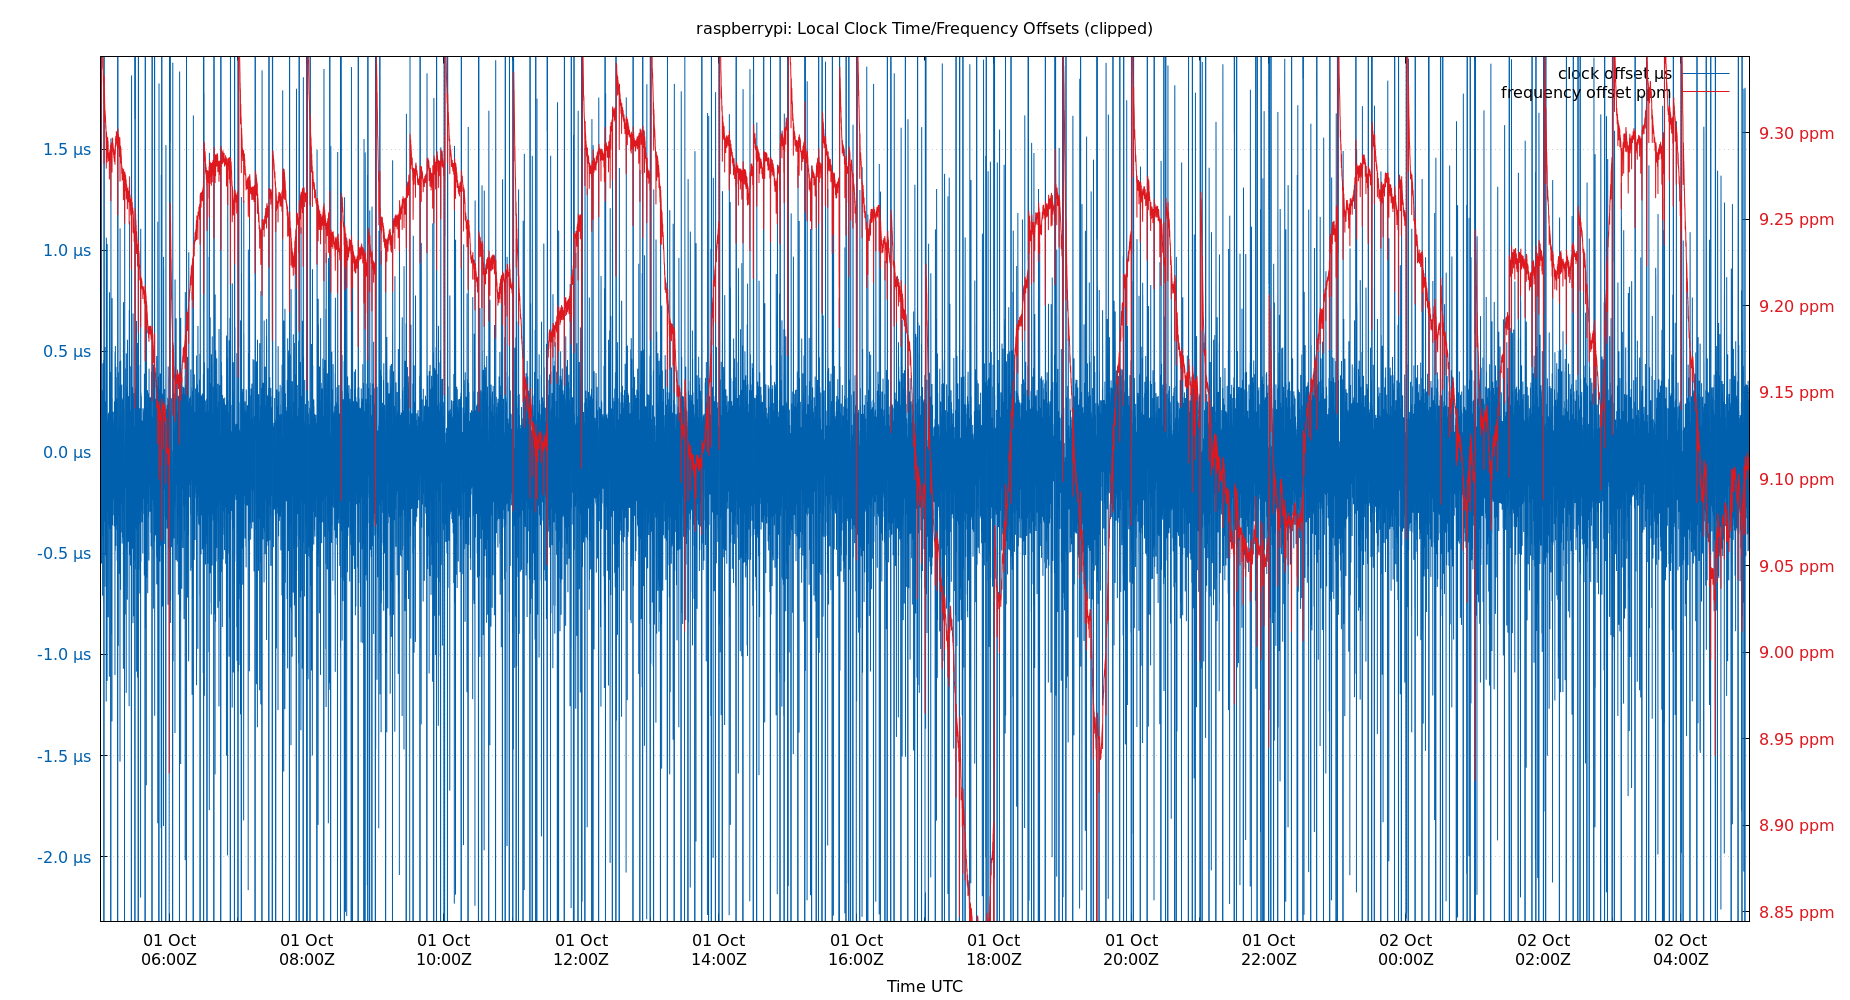 raspberrypi: Local Clock Time/Frequency Offsets (clipped)
clock offset µs
frequency offset ppm
1.5 µs
1.0 µs
0.5 µs
0.0 µs
-0.5 µs
-1.0 µs
-1.5 µs
-2.0 µs
9.30 ppm
9.25 ppm
9.20 ppm
9.15 ppm
9.10 ppm
9.05 ppm
9.00 ppm
8.95 ppm
8.90 ppm
8.85 ppm
01 Oct 01 Oct 01 Oct 01 Oct 01 Oct 01 Oct 01 Oct 01 Oct 01 Oct 02 Oct 02 Oct 02 Oct
06:00Z 08:00Z 10:00Z 12:00Z 14:00Z 16:00Z 18:00Z 20:00Z 22:00Z 00:00Z 02:00Z 04:00Z
Time UTC